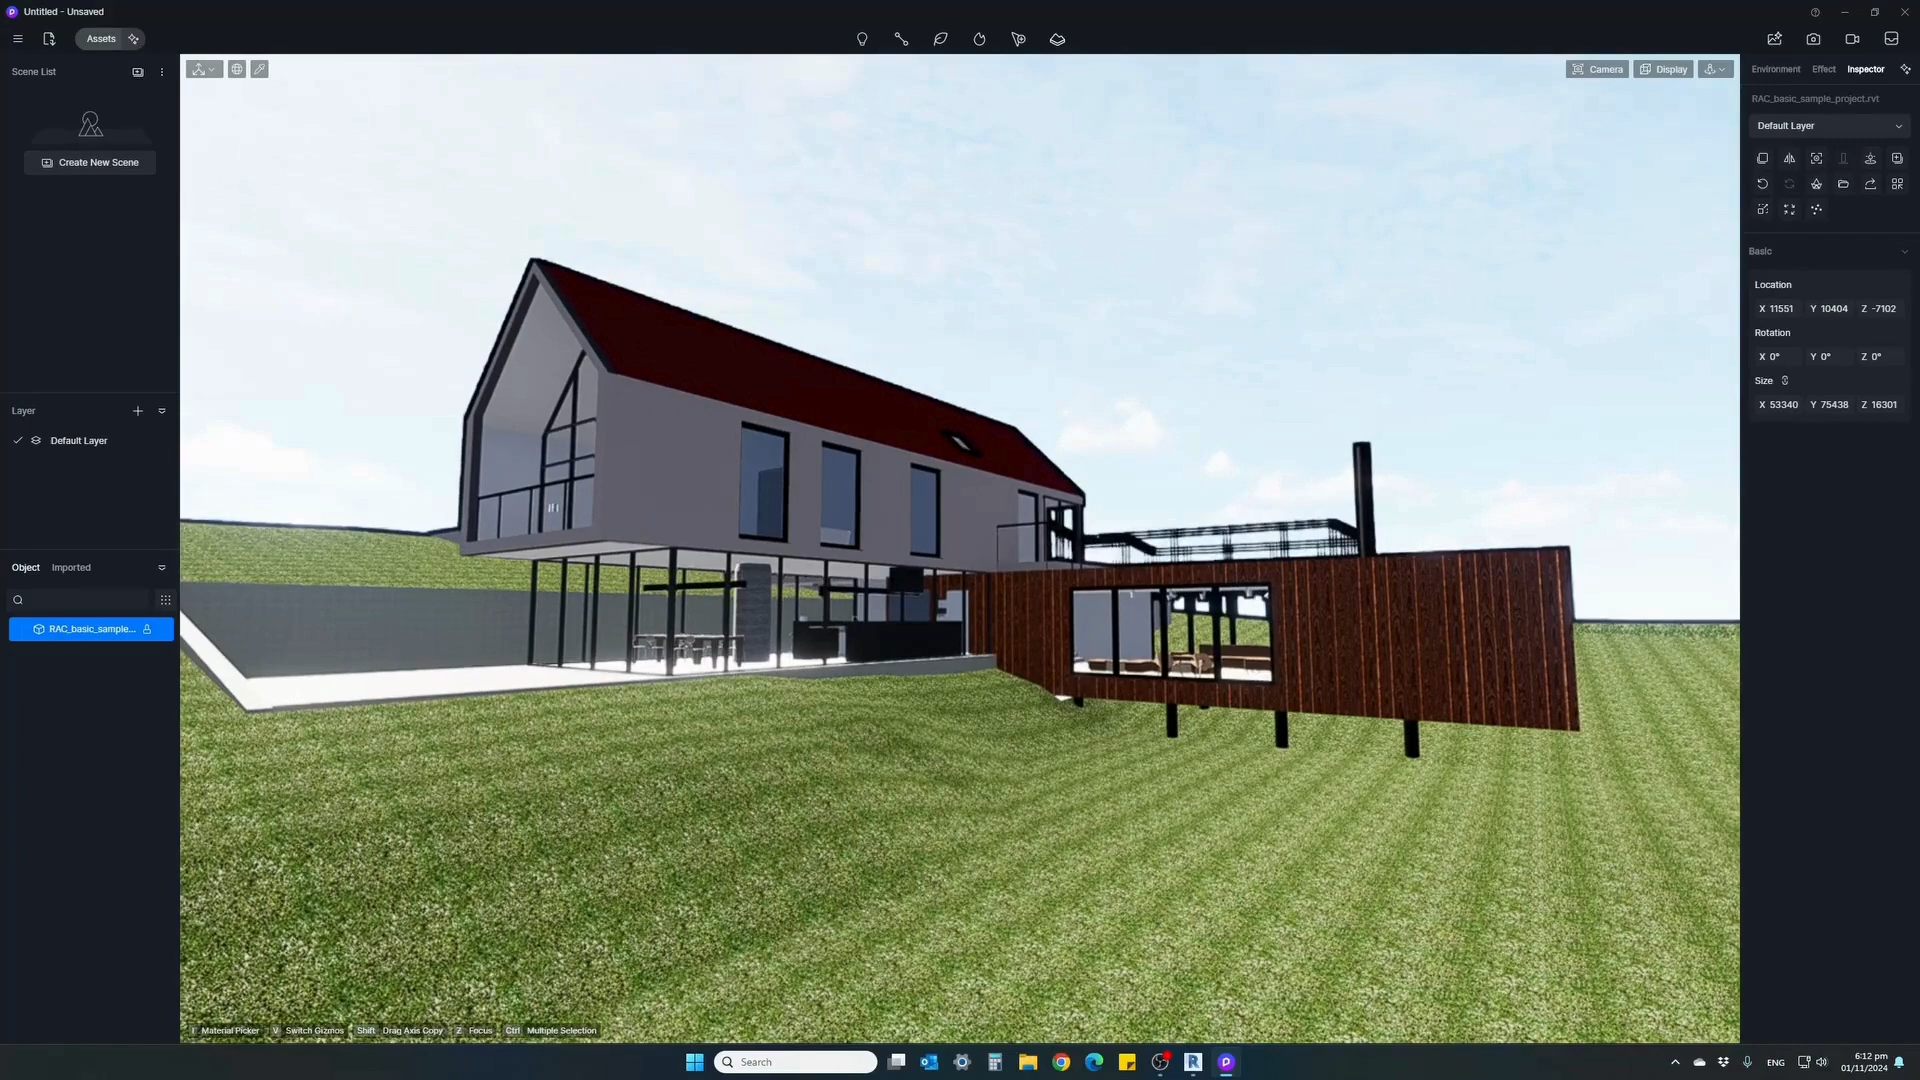 Untitled - Unsaved
Assets
Scene List
Camera
Display
Environment
Effect
Inspector
RAC_basic_sample_project.rvt
Default Layer
Create New Scene
Basic
Location
X 11551 Y 10404 Z -7102
Rotation
X 0° Y 0° Z 0°
Size
X 53340 Y 75438 Z 16301
Layer
Default Layer
Object
Imported
RAC_basic_sample...
I Material Picker V Switch Gizmos Shift Drag Axis Copy Z Focus Ctrl Multiple Selection
Search
ENG
6:12 pm
01/11/2024